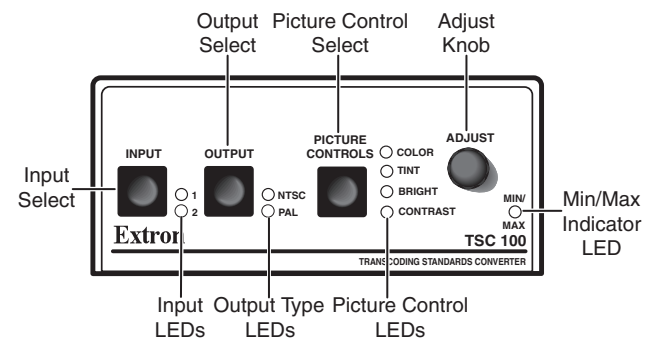 Output
Select
Picture Control
Select
Adjust
Knob
Input
Select
INPUT
1
2
OUTPUT
NTSC
PAL
PICTURE
CONTROLS
COLOR
TINT
BRIGHT
CONTRAST
ADJUST
MIN/
MAX
Extron
TSC 100
TRANSCODING STANDARDS CONVERTER
Min/Max
Indicator
LED
Input
LEDs
Output Type
LEDs
Picture Control
LEDs